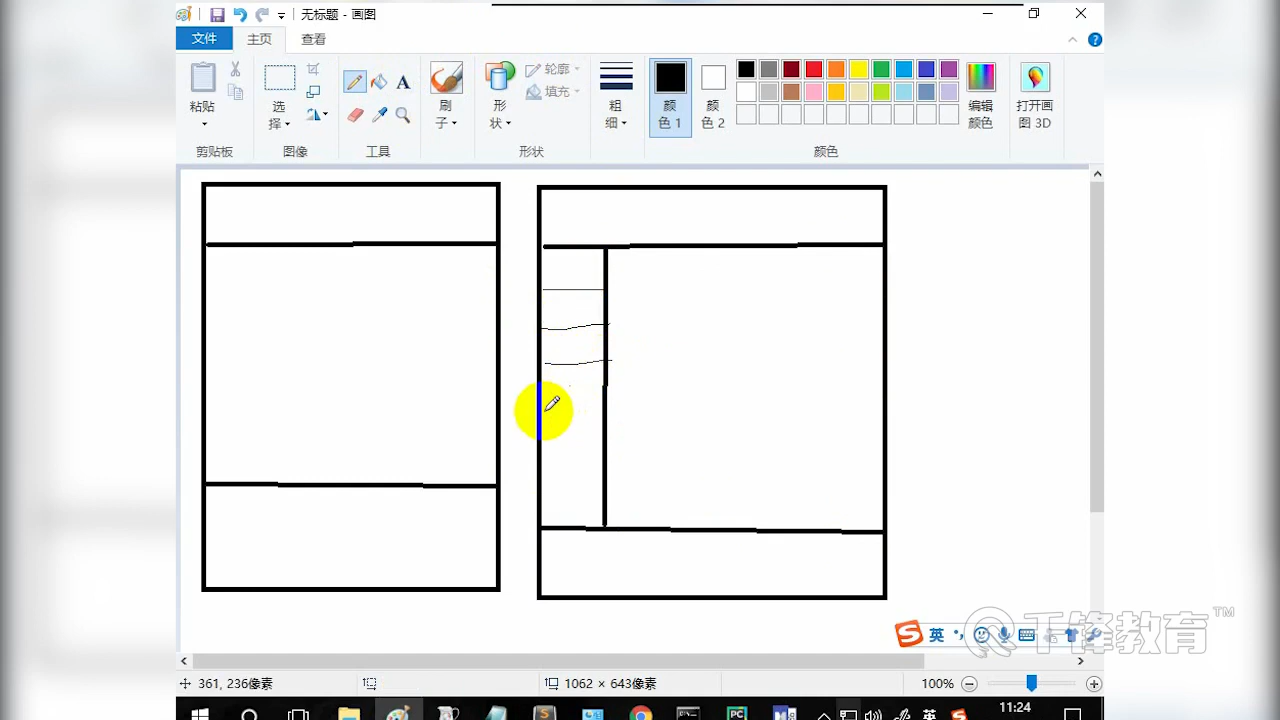 无标题 - 画图
文件 主页 查看
粘贴
选择
轮廓
填充
刷子
形状
粗细
颜色 1
颜色 2
编辑颜色
打开画图 3D
剪贴板 图像 工具 形状 颜色
英
千锋教育 TM
361, 236像素 1062 × 643像素 100%
英 11:24